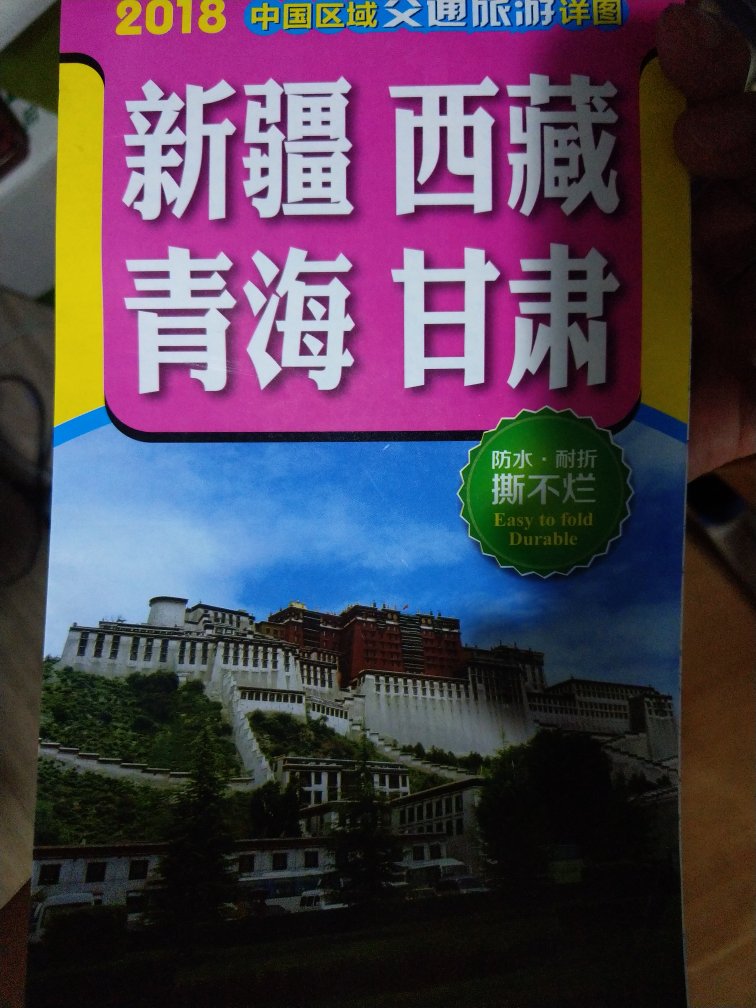 2018 中国区域交通旅游详图
新疆 西藏
青海 甘肃
防水·耐折
撕不烂
Easy to fold
Durable